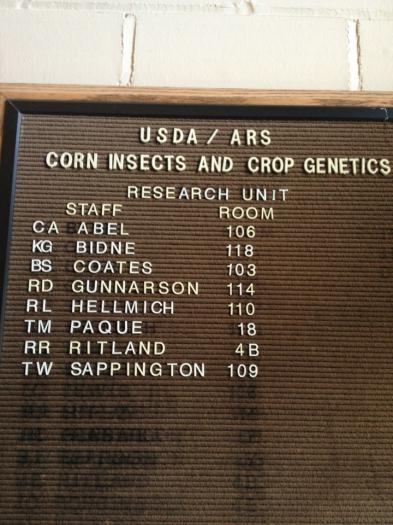 USDA / ARS
CORN INSECTS AND CROP GENETICS
RESEARCH UNIT
STAFF ROOM
CA ABEL 106
KG BIDNE 118
BS COATES 103
RD GUNNARSON 114
RL HELLMICH 110
TM PAQUE 18
RR RITLAND 4B
TW SAPPINGTON 109